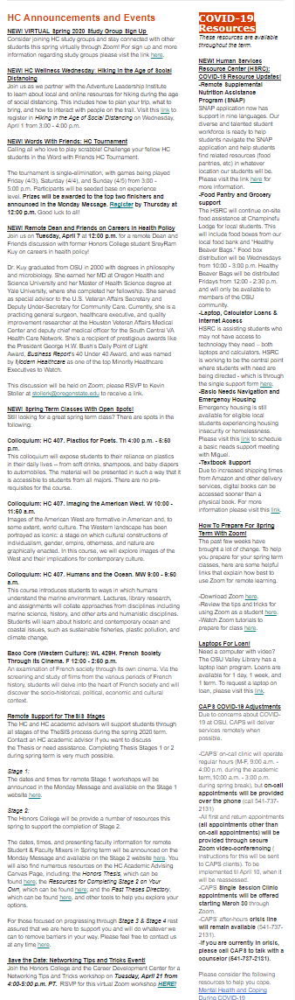 HC Announcements and Events
NEW! VIRTUAL Spring 2020 Study Group Sign Up
Consider joining HC study groups and stay connected with other
students this spring virtually through Zoom! For sign up and more
information regarding study groups please visit the link here.
NEW! HC Wellness Wednesday: Hiking in the Age of Social
Distancing
Join us as we partner with the Adventure Leadership Institute
to learn about local and online resources for hiking during the age
of social distancing. This includes how to plan your trip, what to
bring, and how to interact with people on the trail. Visit this link to
register in Hiking in the Age of Social Distancing on Wednesday,
April 1 from 3:00 - 4:00 p.m.
NEW! Words With Friends: HC Tournament
Calling all who love to play scrabble! Challenge your fellow HC
students in the Word with Friends HC Tournament.
The tournament is single-elimination, with games being played
Friday (4/3), Saturday (4/4), and Sunday (4/5) from 3:00 -
5:00 p.m. Participants will be seeded based on experience
level. Prizes will be awarded to the top two finishers and
announced in the Monday Message. Register by Thursday at
12:00 p.m. Good luck to all!
NEW! Remote Dean and Friends on Careers in Health Policy
Join us on Tuesday, April 7 at 12:00 p.m. for a remote Dean and
Friends discussion with former Honors College student SreyRam
Kuy on careers in health policy!
Dr. Kuy graduated from OSU in 2000 with degrees in philosophy
and microbiology. She earned her MD at Oregon Health and
Science University and her Master of Health Science degree at
Yale University, where she completed her fellowship. She served
as special advisor to the U.S. Veteran Affairs Secretary and
Deputy Under-Secretary for Community Care. Currently, she is a
practicing general surgeon, healthcare executive, and quality
improvement researcher at the Houston Veteran Affairs Medical
Center and deputy chief medical officer for the South Central VA
Health Care Network. She's a recipient of prestigious awards like
the President George H.W. Bush's Daily Point of Light
Award, Business Report's 40 Under 40 Award, and was named
by Modern Healthcare as one of the top Minority Healthcare
Executives to Watch.
This discussion will be held on Zoom; please RSVP to Kevin
Stoller at stollerk@oregonstate.edu to receive a link.
NEW! Spring Term Classes With Open Spots!
Still looking for a great spring term class? There are spots in the
following:
Colloquium: HC 407. Plastics for Poets. Th 4:00 p.m. - 5:50
p.m.
This colloquium will expose students to their reliance on plastics
in their daily lives -- from soft drinks, shampoos, and baby diapers
to automobiles. The material will be presented in such a way that it
is accessible to students from all majors. There are no pre-
requisites for the course.
Colloquium: HC 407. Imaging the American West. W 10:00 -
11:50 a.m.
Images of the American West are formative in American and, to
some extent, world culture. The Western landscape has been
portrayed as iconic: a stage on which cultural constructions of
individualism, gender, empire, otherness, and nature are
graphically enacted. In this course, we will explore images of the
West and their implications for contemporary culture.
Colloquium: HC 407. Humans and the Ocean. MW 9:00 - 9:50
a.m.
This course introduces students to ways in which humans
understand the marine environment. Lectures, library research,
and assignments will collate approaches from disciplines including
marine science, history, and other arts and humanistic disciplines.
Students will learn about historic and contemporary ocean and
coastal issues, such as sustainable fisheries, plastic pollution, and
climate change.
Bacc Core (Western Culture): WL 429H. French Society
Through Its Cinema. F 12:00 - 2:50 p.m.
An examination of French society through its own cinema. Via the
screening and study of films from the various periods of French
history, students will delve into the heart of French society and will
discover the socio-historical, political, economic and cultural
context.
Remote Support for TheSIS Stages
The HC and HC academic advisors will support students through
all stages of the TheSIS process during the spring 2020 term.
Contact an HC academic advisor if you want to discuss
the Thesis or need assistance. Completing Thesis Stages 1 or 2
during spring term is very much possible.
Stage 1:
The dates and times for remote Stage 1 workshops will be
announced in the Monday Message and available on the Stage 1
website here.
Stage 2:
The Honors College will be provide a number of resources this
spring to support the completion of Stage 2.
The dates, times, and presenting faculty information for remote
Student & Faculty Mixers in Spring term will be announced on the
Monday Message and available on the Stage 2 website here. You
will also find numerous resources on the HC Academic Advising
Canvas Page, including: the Honors Thesis, which can be
found here; the Resources for Completing Stage 2 on Your
Own, which can be found here; and the Past Theses Directory,
which can be found here, and other tools to help you explore your
options.
For those focused on progressing through Stage 3 & Stage 4 rest
assured that we are here to support you and will do whatever we
can to remove barriers in your way. Please feel free to contact us
at any time here.
Save the Date: Networking Tips and Tricks Event!
Join the Honors College and the Career Development Center for a
Networking Tips and Tricks workshop on Tuesday, April 21 from
4:00-5:00 p.m. PT. RSVP for this virtual Zoom workshop HERE!
COVID-19
Resources
These resources are available
throughout the term.
NEW! Human Services
Resource Center (HSRC):
COVID-19 Resource Updates!
-Remote Supplemental
Nutrition Assistance
Program (SNAP)
SNAP application now has
support in nine languages. Our
diverse and talented student
workforce is ready to help
students navigate the SNAP
application and help students
find related resources (food
pantries, etc) in whatever
location our students will be.
Please visit the link here for
more information.
-Food Pantry and Grocery
support
The HSRC will continue on-site
food assistance at Champinefu
Lodge for local students. This
will include food boxes from our
local food bank and "Healthy
Beaver Bags." Food box
distribution will be Wednesdays
from 10:00 - 3:00 p.m. Healthy
Beaver Bags will be distributed
Fridays from 12:00 - 2:30 p.m.
and will only be available to
members of the OSU
community.
-Laptop, Calculator Loans &
Internet Access
HSRC is assisting students who
may not have access to
technology they need -- both
laptops and calculators. HSRC
is working to be the central point
where students with need are
being directed - which is through
the single support form here.
-Basic Needs Navigation and
Emergency Housing
Emergency housing is still
available for eligible local
students experiencing housing
insecurity or homelessness.
Please visit this link to schedule
a basic needs support meeting
with Miguel.
-Textbook Support
Due to increased shipping times
from Amazon and other delivery
services, digital books can be
accessed sooner than a
physical book. For more
information please visit this link.
How To Prepare For Spring
Term With Zoom!
The past few weeks have
brought a lot of change. To help
you prepare for your spring term
classes, here are some helpful
links that explain how best to
use Zoom for remote learning.
-Download Zoom here.
-Review the tips and tricks for
using Zoom as a student here.
-Watch Zoom tutorials to
prepare for class here.
Laptops For Loan!
Need a computer with video?
The OSU Valley Library has a
laptop loan program. Loans are
available for 1 day, 1 week, and
1 term. To request a laptop on
loan, please visit this link.
CAPS COVID-19 Adjustments
Due to concerns about COVID-
19 at OSU, CAPS will deliver
services remotely when
possible.
-CAPS' on-call clinic will operate
regular hours (M-F, 9:00 a.m. -
4:00 p.m. during the academic
term,10:00 a.m. - 3:00 p.m.
during spring break), but on-call
appointments will be provided
over the phone (call 541-737-
2131)
-All first and return appointments
(all appointments other than
on-call appointments) will be
provided through secure
Zoom video-conferencing (
instructions for this will be sent
to CAPS clients). To be
implemented til April 10, when it
will be reassessed.
-CAPS Single Session Clinic
appointments will be offered
starting March 30 through
Zoom.
-CAPS' after-hours crisis line
will remain available (541-737-
2131).
-If you are currently in crisis,
please call CAPS to talk with a
counselor (541-737-2131).
Please consider the following
resources to help you cope.
Mental Health and Coping
During COVID-19